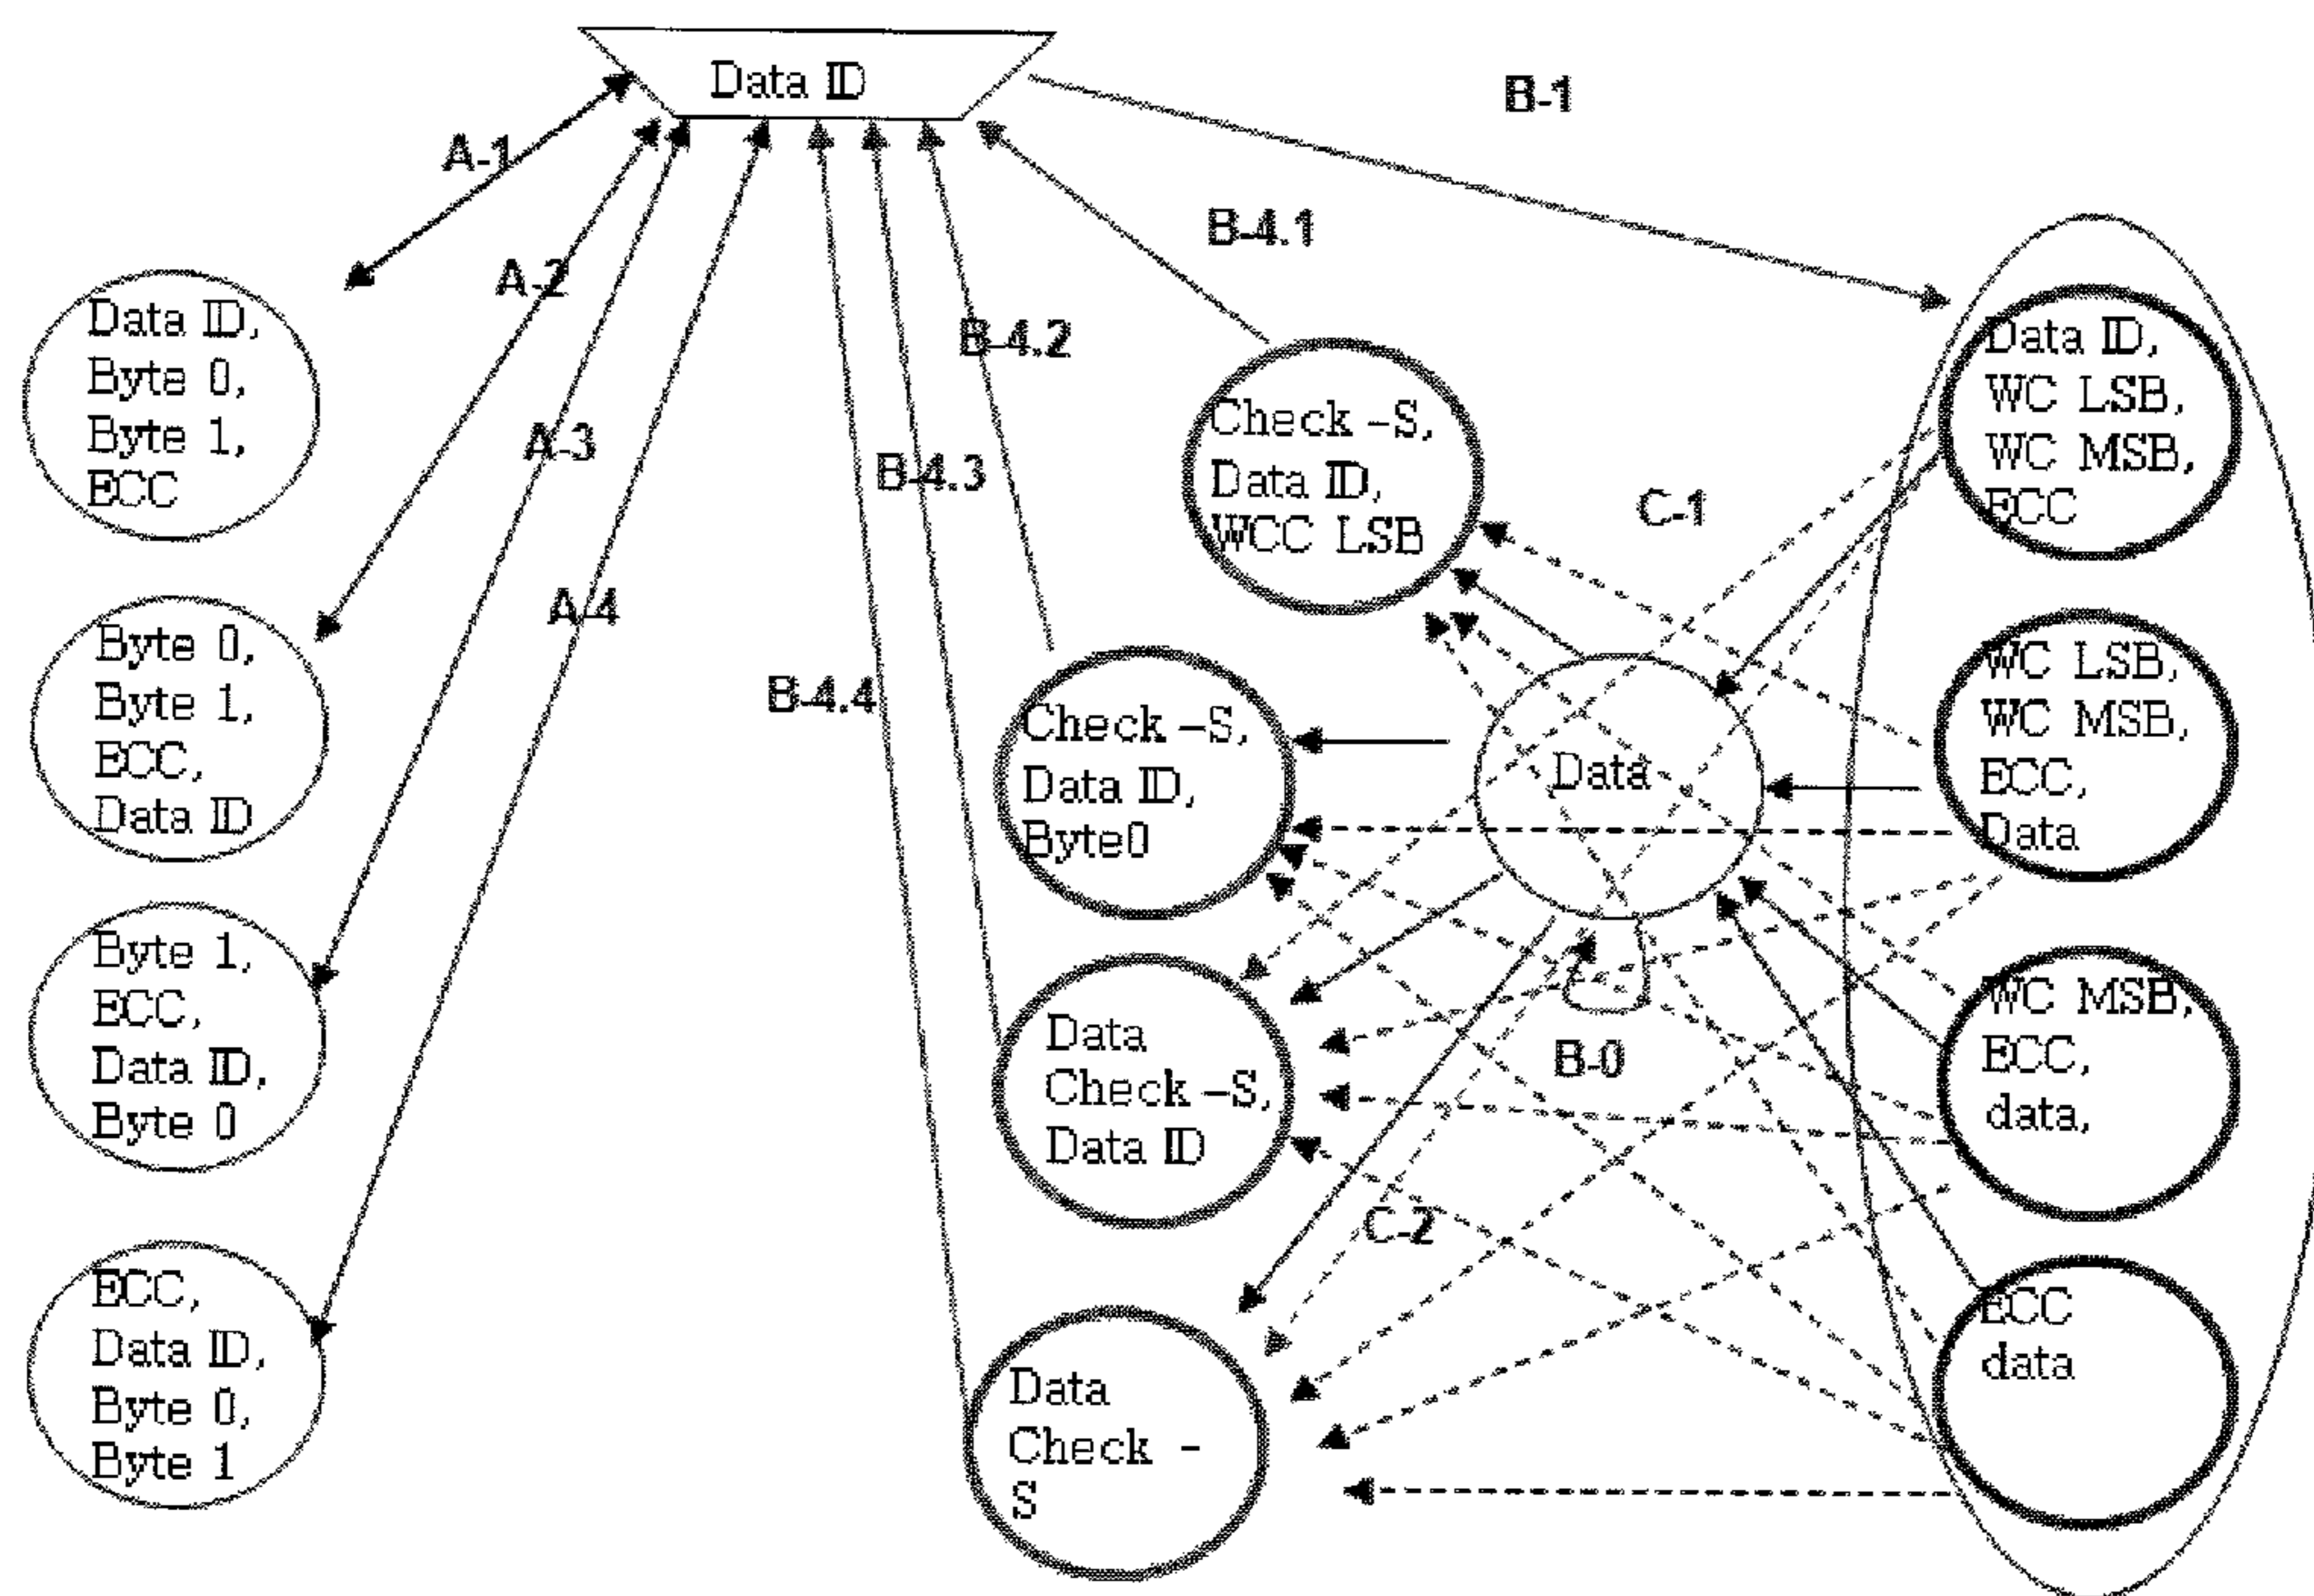 Data ID
B-1
A-1
B-4.1
A-2
B-4.2
A-3
B-4.3
A-4
B-4.4
Data ID,
Byte 0,
Byte 1,
ECC
Byte 0,
Byte 1,
ECC,
Data ID
Byte 1,
ECC,
Data ID,
Byte 0
ECC,
Data ID,
Byte 0,
Byte 1
Check –S,
Data ID,
WCC LSB
Check –S,
Data ID,
Byte0
Data
Check –S,
Data ID
Data
Check -
S
C-1
Data
B-0
C-2
Data ID,
WC LSB,
WC MSB,
ECC
WC LSB,
WC MSB,
ECC,
Data
WC MSB,
ECC,
data,
ECC
data